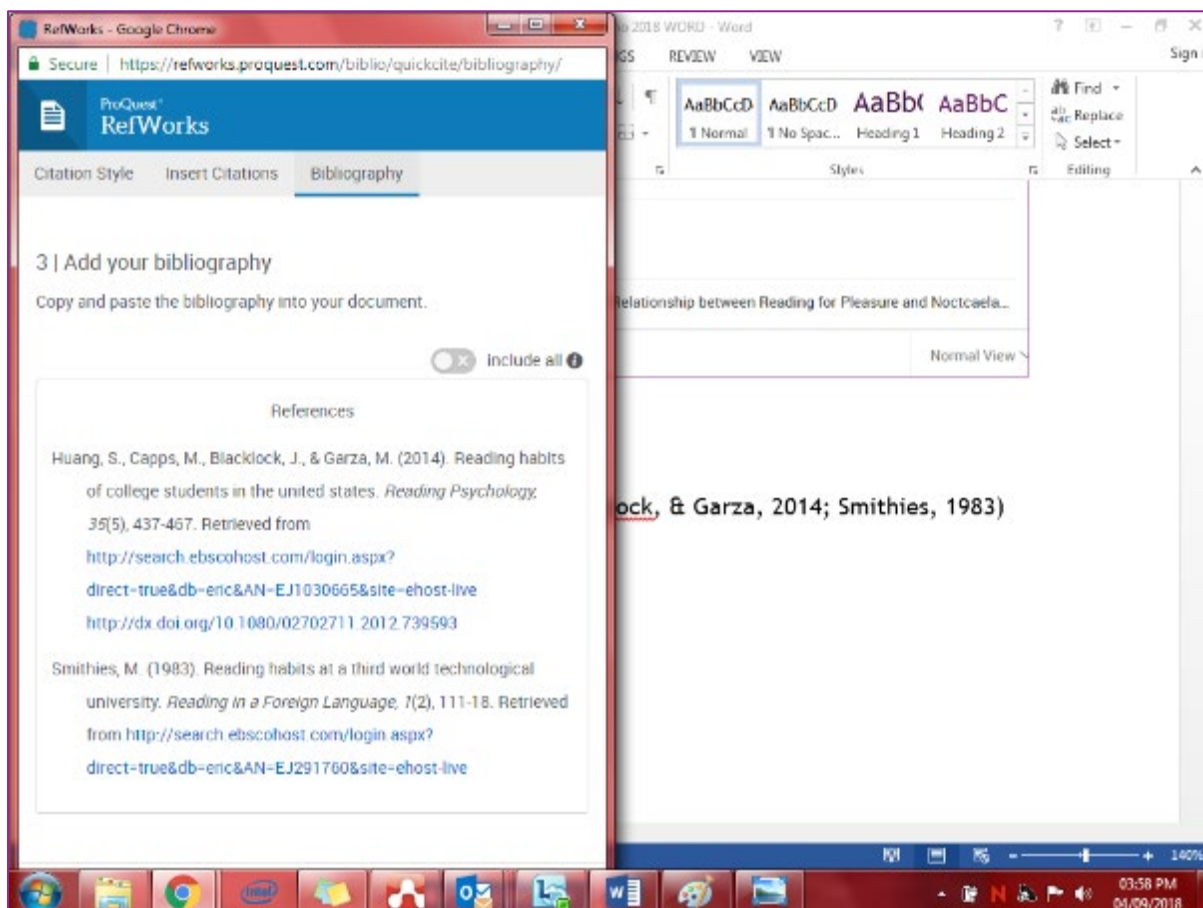 RefWorks - Google Chrome
Secure | https://refworks.proquest.com/biblio/quickcite/bibliography/
ProQuest
RefWorks
Citation Style Insert Citations Bibliography
3 | Add your bibliography
Copy and paste the bibliography into your document.
include all
References
Huang, S., Capps, M., Blacklock, J., & Garza, M. (2014). Reading habits
of college students in the united states. Reading Psychology,
35(5), 437-467. Retrieved from
http://search.ebscohost.com/login.aspx?
direct=true&db=eric&AN=EJ1030665&site=ehost-live
http://dx.doi.org/10.1080/02702711.2012.739593
Smithies, M. (1983). Reading habits at a third world technological
university. Reading in a Foreign Language, 1(2), 111-18. Retrieved
from http://search.ebscohost.com/login.aspx?
direct=true&db=eric&AN=EJ291760&site=ehost-live
2018 WORD - Word
GS REVIEW VIEW
Sign
AaBbCcD AaBbCcD AaBb( AaBbC
¶ Normal ¶ No Spac... Heading 1 Heading 2
Styles
Find
Replace
Select
Editing
Relationship between Reading for Pleasure and Noctcaela...
Normal View
ock, & Garza, 2014; Smithies, 1983)
140%
intel
03:58 PM
04/09/2018